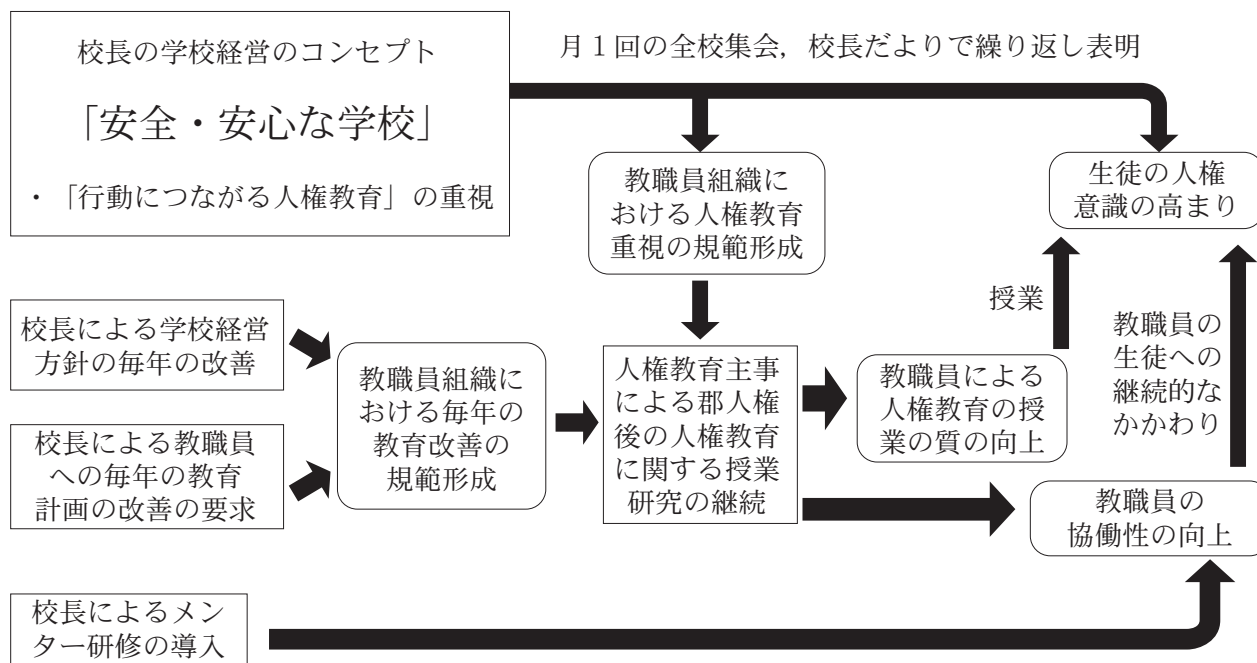 校長の学校経営のコンセプト
「安全・安心な学校」
・「行動につながる人権教育」の重視
月１回の全校集会，校長だよりで繰り返し表明
教職員組織に
おける人権教育
重視の規範形成
生徒の人権
意識の高まり
校長による学校経営
方針の毎年の改善
校長による教職員
への毎年の教育
計画の改善の要求
教職員組織に
おける毎年の
教育改善の
規範形成
人権教育主事
による郡人権
後の人権教育
に関する授業
研究の継続
教職員による
人権教育の授
業の質の向上
授業
教職員の
生徒への
継続的な
かかわり
教職員の
協働性の向上
校長によるメン
ター研修の導入